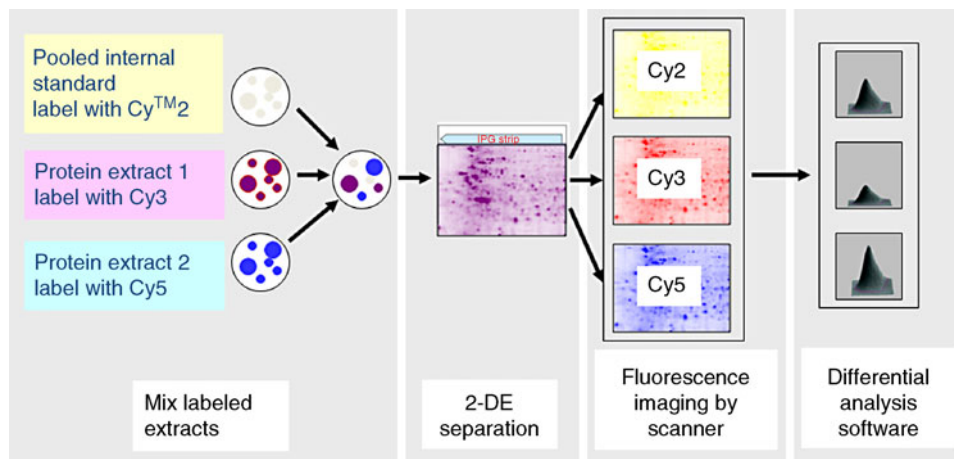 Pooled internal
standard
label with Cy™2
Protein extract 1
label with Cy3
Protein extract 2
label with Cy5
Mix labeled
extracts
IPG strip
2-DE
separation
Cy2
Cy3
Cy5
Fluorescence
imaging by
scanner
Differential
analysis
software